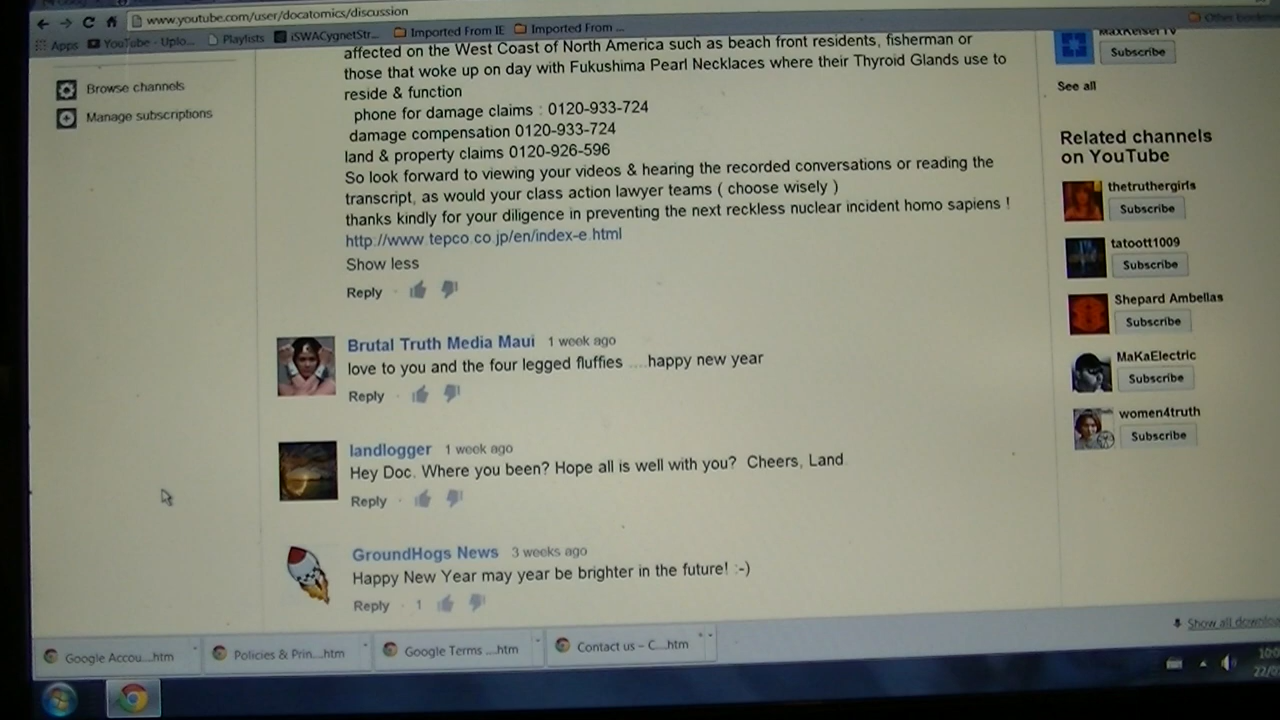 www.youtube.com/user/docatomics/discussion
Apps YouTube - Uplo... Playlists iSWACygnetStr... Imported From IE Imported From ...
Browse channels
Manage subscriptions
affected on the West Coast of North America such as beach front residents, fisherman or
those that woke up on day with Fukushima Pearl Necklaces where their Thyroid Glands use to
reside & function
phone for damage claims : 0120-933-724
damage compensation 0120-933-724
land & property claims 0120-926-596
So look forward to viewing your videos & hearing the recorded conversations or reading the
transcript, as would your class action lawyer teams ( choose wisely )
thanks kindly for your diligence in preventing the next reckless nuclear incident homo sapiens !
http://www.tepco.co.jp/en/index-e.html
Show less
Reply
Brutal Truth Media Maui 1 week ago
love to you and the four legged fluffies ....happy new year
Reply
landlogger 1 week ago
Hey Doc. Where you been? Hope all is well with you? Cheers, Land
Reply
GroundHogs News 3 weeks ago
Happy New Year may year be brighter in the future! :-)
Reply · 1
Subscribe
See all
Related channels
on YouTube
thetruthergirls
Subscribe
tatoott1009
Subscribe
Shepard Ambellas
Subscribe
MaKaElectric
Subscribe
women4truth
Subscribe
Show all downlo
Google Accou....htm Policies & Prin....htm Google Terms ....htm Contact us – C....htm